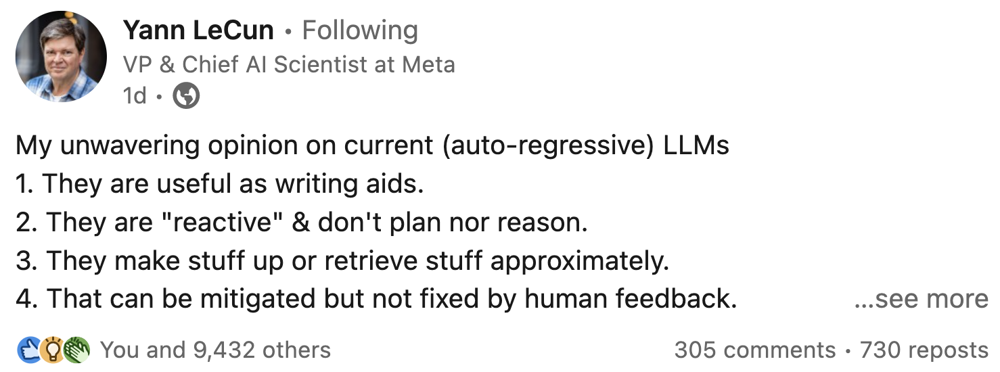 Yann LeCun • Following
VP & Chief AI Scientist at Meta
1d •
My unwavering opinion on current (auto-regressive) LLMs
1. They are useful as writing aids.
2. They are "reactive" & don't plan nor reason.
3. They make stuff up or retrieve stuff approximately.
4. That can be mitigated but not fixed by human feedback. ...see more
You and 9,432 others 305 comments • 730 reposts